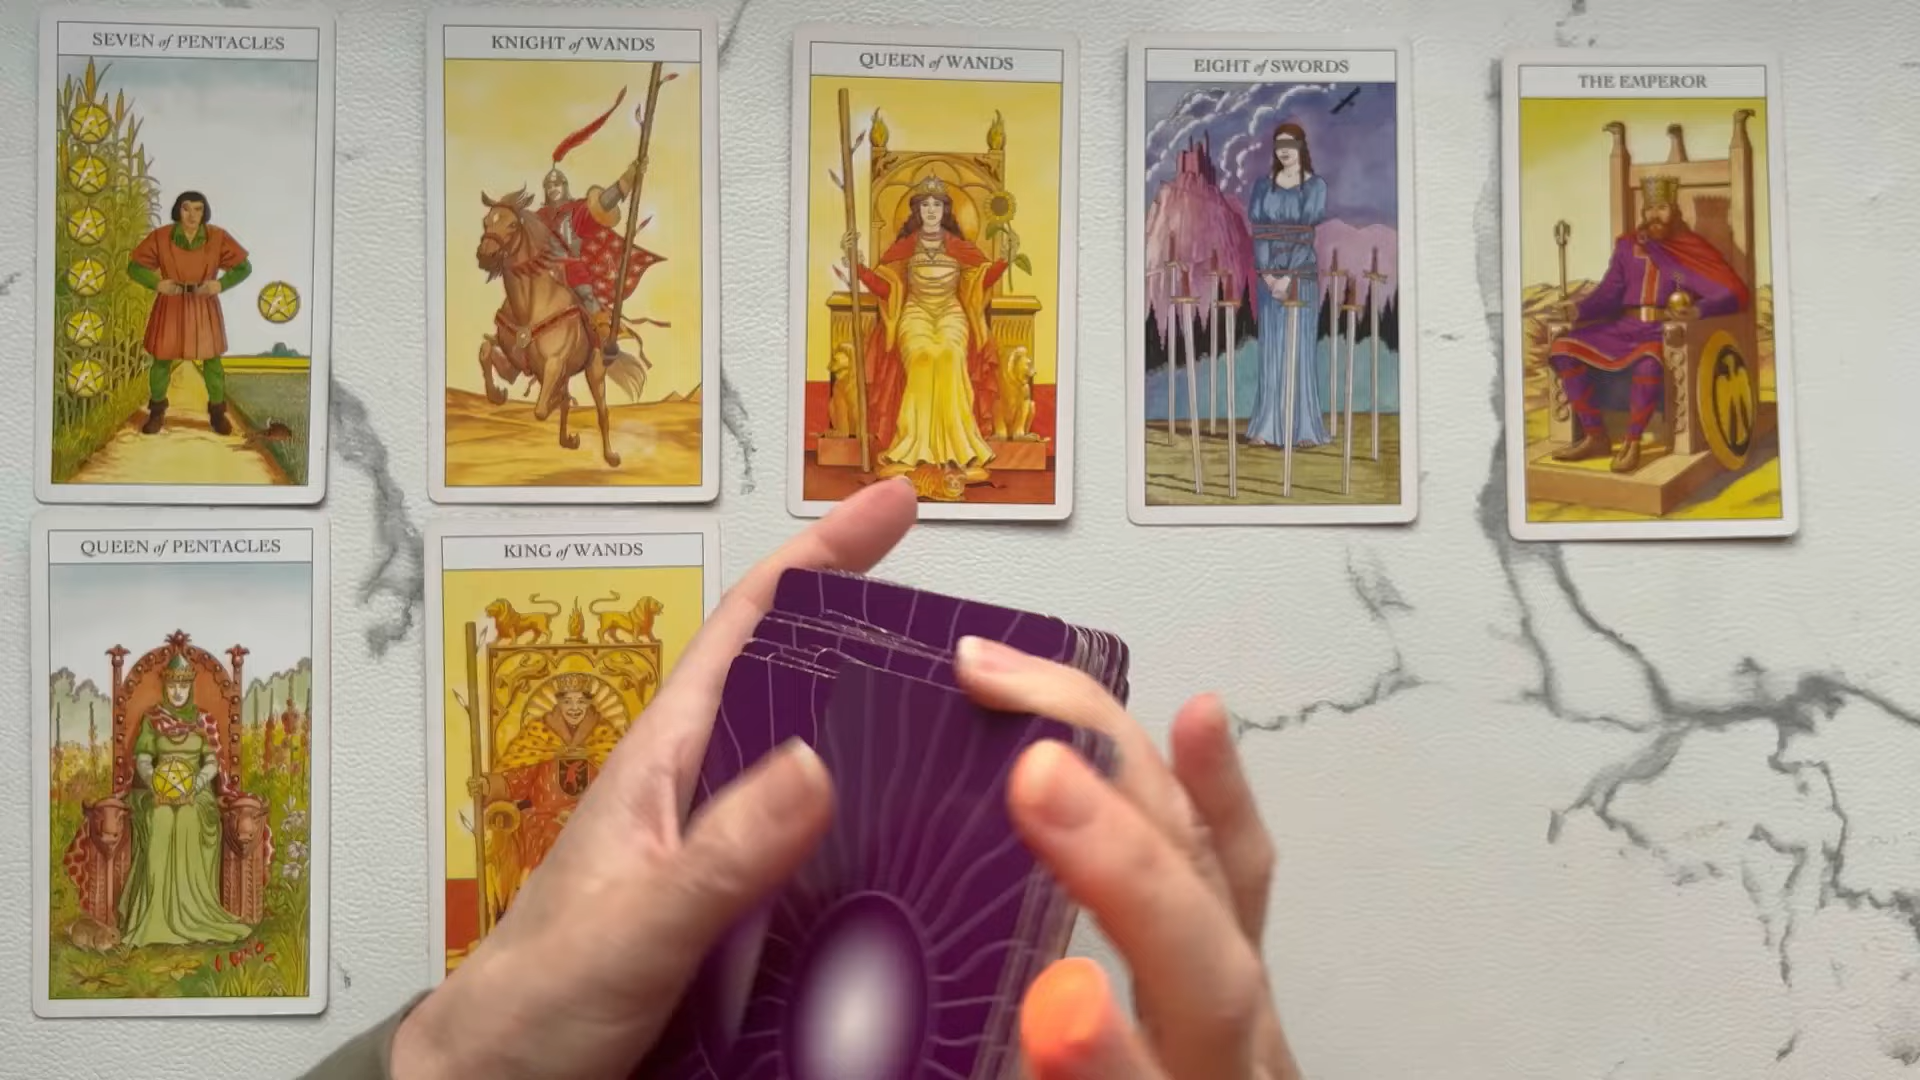 SEVEN of PENTACLES
KNIGHT of WANDS
QUEEN of WANDS
EIGHT of SWORDS
THE EMPEROR
QUEEN of PENTACLES
KING of WANDS